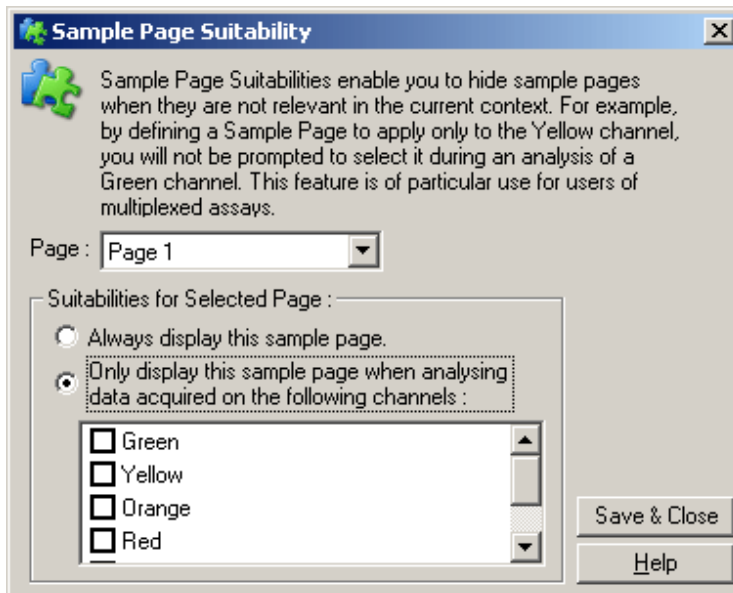 Sample Page Suitability
Sample Page Suitabilities enable you to hide sample pages
when they are not relevant in the current context. For example,
by defining a Sample Page to apply only to the Yellow channel,
you will not be prompted to select it during an analysis of a
Green channel. This feature is of particular use for users of
multiplexed assays.
Page : Page 1
Suitabilities for Selected Page :
Always display this sample page.
Only display this sample page when analysing
data acquired on the following channels :
Green
Yellow
Orange
Red
Save & Close
Help